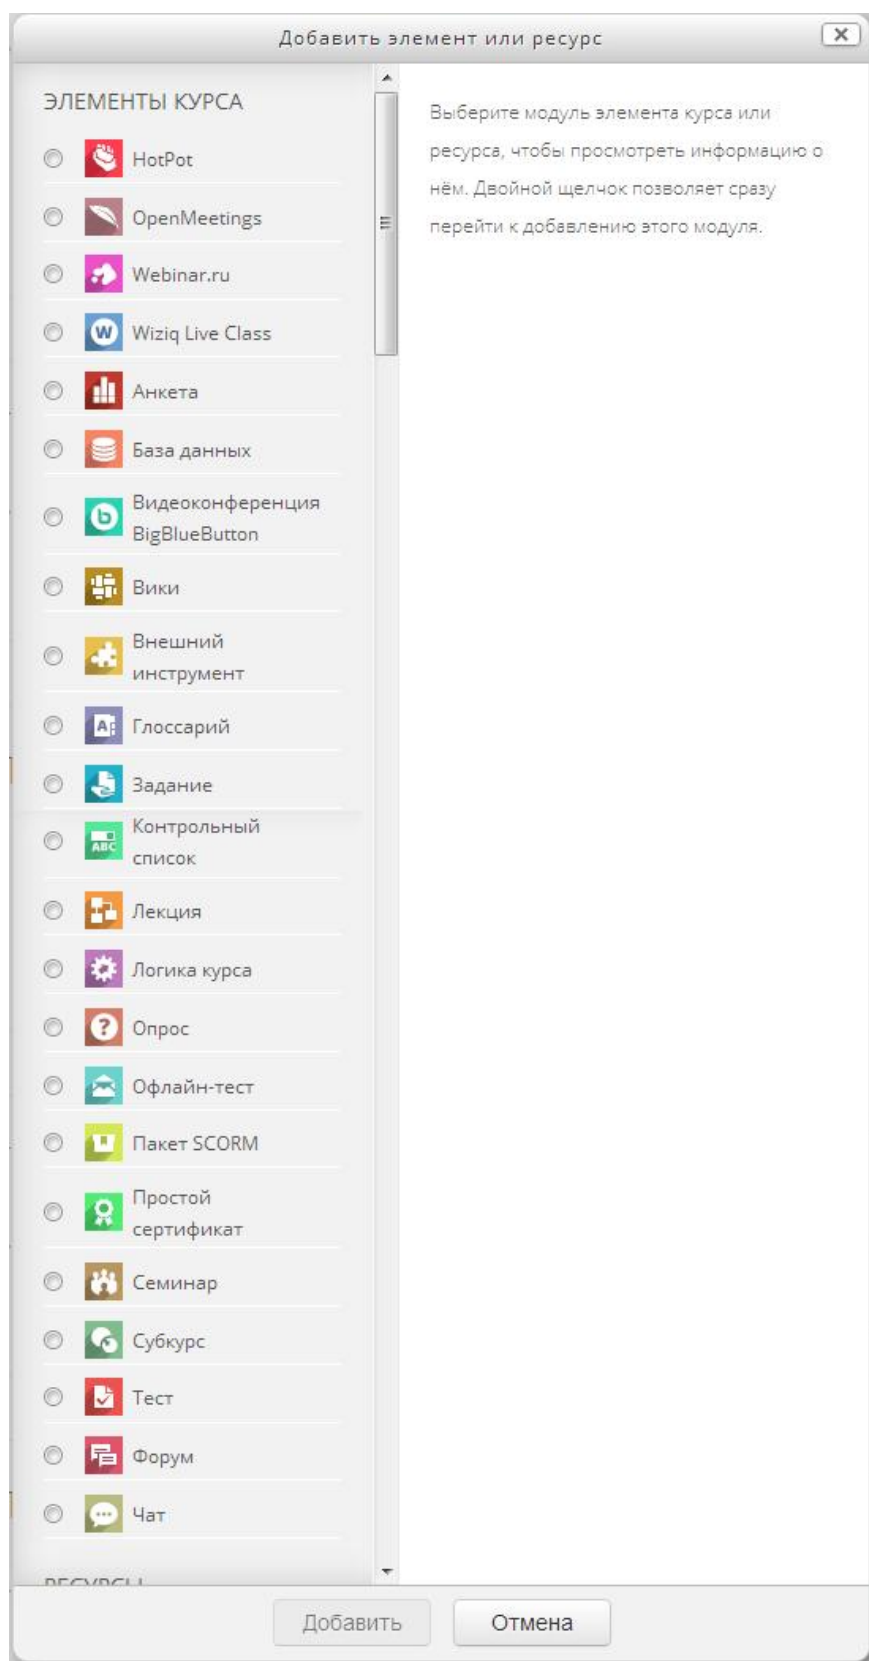 Добавить элемент или ресурс
ЭЛЕМЕНТЫ КУРСА
HotPot
OpenMeetings
Webinar.ru
Wiziq Live Class
Анкета
База данных
Видеоконференция
BigBlueButton
Вики
Внешний
инструмент
Глоссарий
Задание
Контрольный
список
Лекция
Логика курса
Опрос
Офлайн-тест
Пакет SCORM
Простой
сертификат
Семинар
Субкурс
Тест
Форум
Чат
РЕСУРСЫ
Выберите модуль элемента курса или
ресурса, чтобы просмотреть информацию о
нём. Двойной щелчок позволяет сразу
перейти к добавлению этого модуля.
Добавить
Отмена